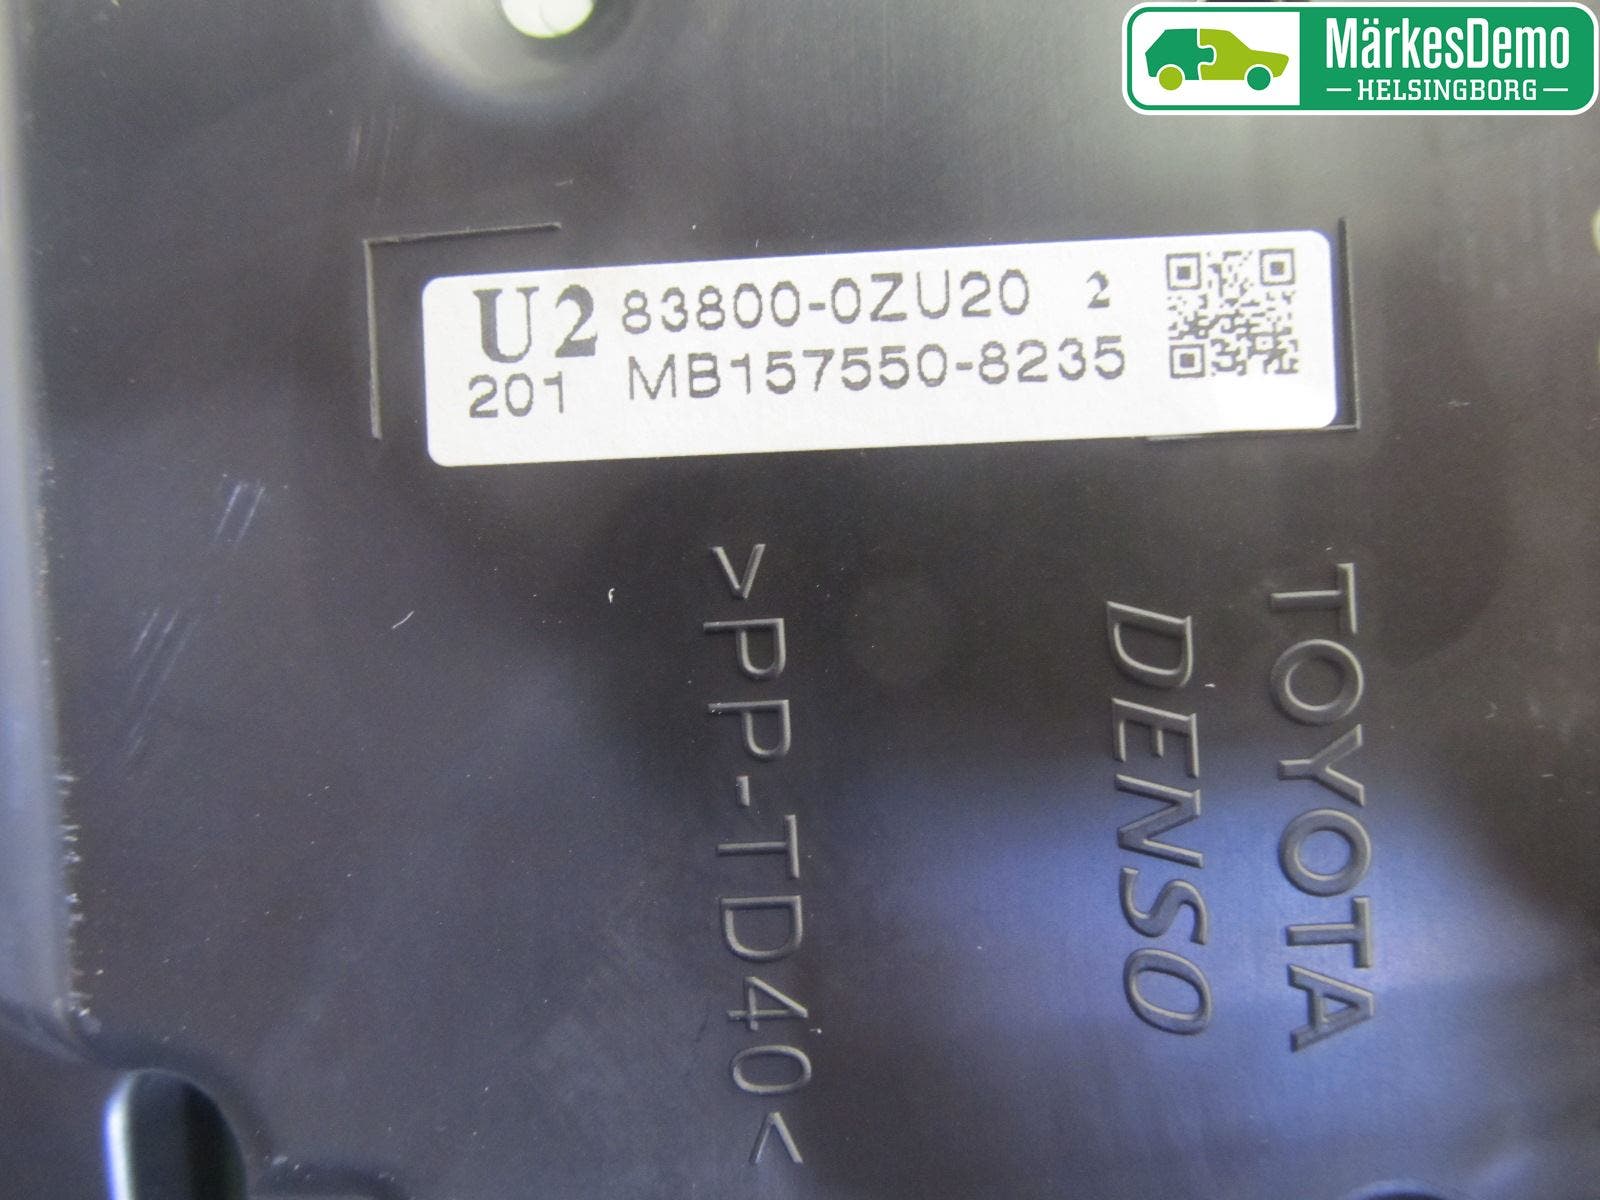 MärkesDemo
HELSINGBORG
U2 83800-0ZU20 2
201 MB157550-8235
TOYOTA
DENSO
>PP-TD40<